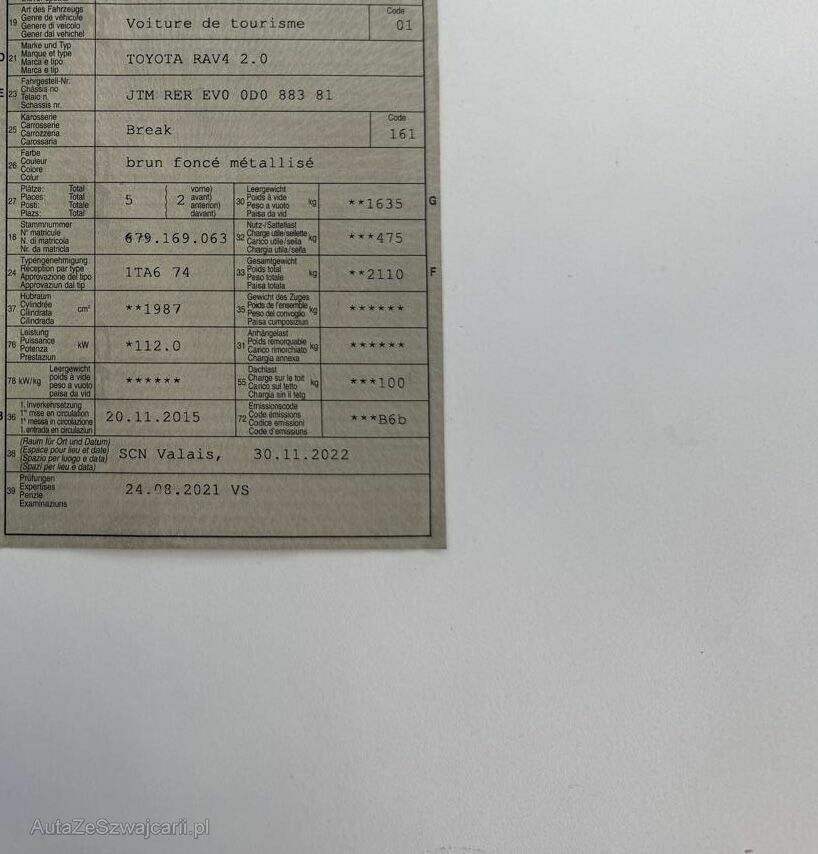 Art des Fahrzeugs
19 Genre de véhicule Voiture de tourisme Code
Genere di veicolo 01
Gener dal vehichel
Marke und Typ
21 Marque et type TOYOTA RAV4 2.0
Marca e tipo
Marca e tip
Fahrgestell-Nr.
E 23 Châssis no JTM RER EV0 0D0 883 81
Telaio n.
Schassis nr.
Karosserie
25 Carrosserie Break Code
Carrozzena 161
Carossaria
Farbe
26 Couleur brun foncé métallisé
Colore
Colur
Plätze: Total vorne) Leergewicht
27 Places: Total 5 2 avant) 30 Poids à vide kg **1635 G
Posti: Totale anteriori) Peso a vuoto
Plazs: Total davant) Paisa da vid
Stammnummer Nutz-/Sattellast
18 N° matricule 679.169.063 32 Charge utile/sellette kg ***475
N. di matricola Carico utile/sella
Nr. da matricla Chargia utila/sella
Typengenehmigung Gesamtgewicht
24 Réception par type 1TA6 74 33 Poids total kg **2110 F
Approvazione del tipo Peso totale
Approvaziun dal tip Paisa totala
Hubraum Gewicht des Zuges
37 Cylindrée cm³ **1987 35 Poids de l'ensemble kg ******
Cilindrata Peso del convoglio
Cilindrada Paisa cumposiziun
Leistung Anhängelast
76 Puissance kW *112.0 31 Poids remorquable kg ******
Potenza Carico rimorchiato
Prestaziun Chargia annexa
Leergewicht Dachlast
78 kW/kg poids à vide ****** 55 Charge sur le toit kg ***100
peso a vuoto Carico sul tetto
paisa da vid Chargia sin il tetg
1. Inverkehrsetzung Emissionscode
36 1re mise en circulation 20.11.2015 72 Code émissions ***B6b
1a messa in circolazione Codice emissioni
1. entrada en circulaziun Code d'emissiuns
(Raum für Ort und Datum)
38 (Espace pour lieu et date) SCN Valais, 30.11.2022
(Spazio per luogo e data)
(Spazi per lieu e data)
Prüfungen
39 Expertises 24.08.2021 VS
Perizie
Examinaziuns
AutaZeSzwajcarii.pl